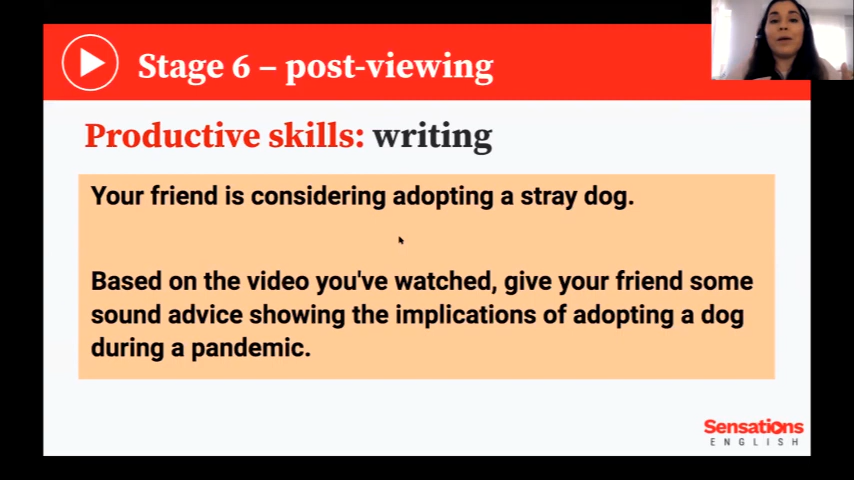 Stage 6 – post-viewing
Productive skills: writing
Your friend is considering adopting a stray dog.
Based on the video you've watched, give your friend some
sound advice showing the implications of adopting a dog
during a pandemic.
Sensations
ENGLISH